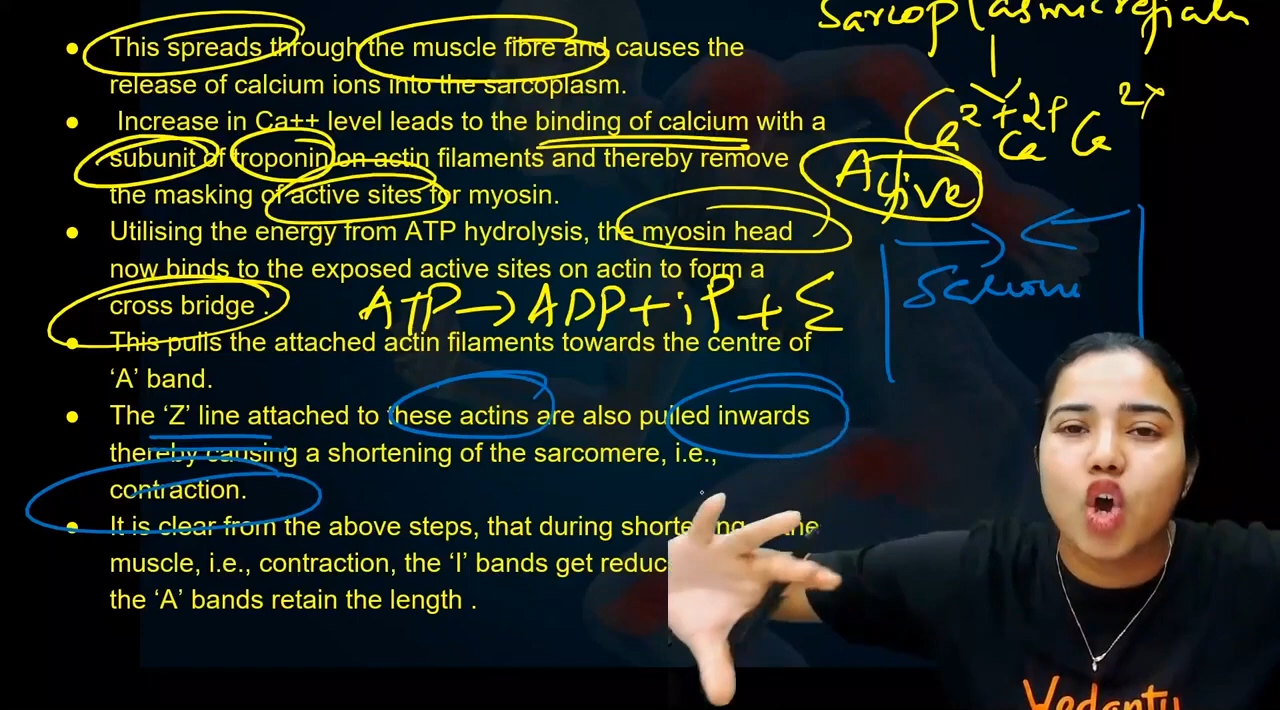 Sarcoplasmic
• This spreads through the muscle fibre and causes the
release of calcium ions into the sarcoplasm.
• Increase in Ca++ level leads to the binding of calcium with a
subunit of troponin on actin filaments and thereby remove
the masking of active sites for myosin.
• Utilising the energy from ATP hydrolysis, the myosin head
now binds to the exposed active sites on actin to form a
cross bridge .
• This pulls the attached actin filaments towards the centre of
‘A’ band.
• The ‘Z’ line attached to these actins are also pulled inwards
thereby causing a shortening of the sarcomere, i.e.,
contraction.
• It is clear from the above steps, that during
muscle, i.e., contraction, the ‘I’ bands get
the ‘A’ bands retain the length .
Active
ATP → ADP + iP + Σ
Vedantu